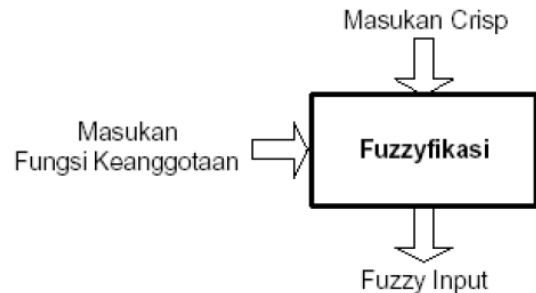 Masukan Crisp
Masukan
Fungsi Keanggotaan
Fuzzyfikasi
Fuzzy Input